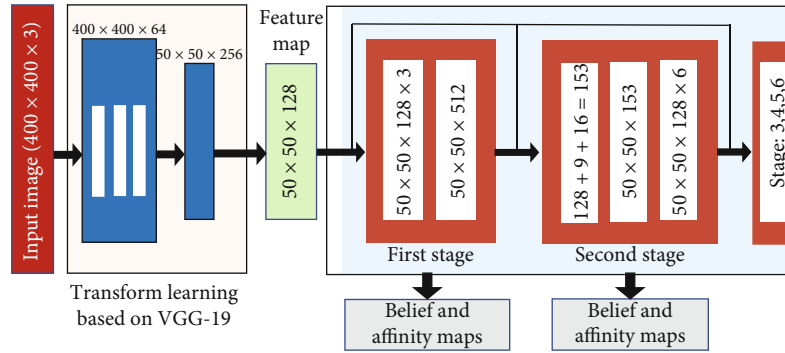 Input image (400 × 400 × 3)
400 × 400 × 64
50 × 50 × 256
Transform learning
based on VGG-19
Feature
map
50 × 50 × 128
50 × 50 × 128 × 3
50 × 50 × 512
First stage
Belief and
affinity maps
128 + 9 + 16 = 153
50 × 50 × 153
50 × 50 × 128 × 6
Second stage
Belief and
affinity maps
Stage: 3,4,5,6